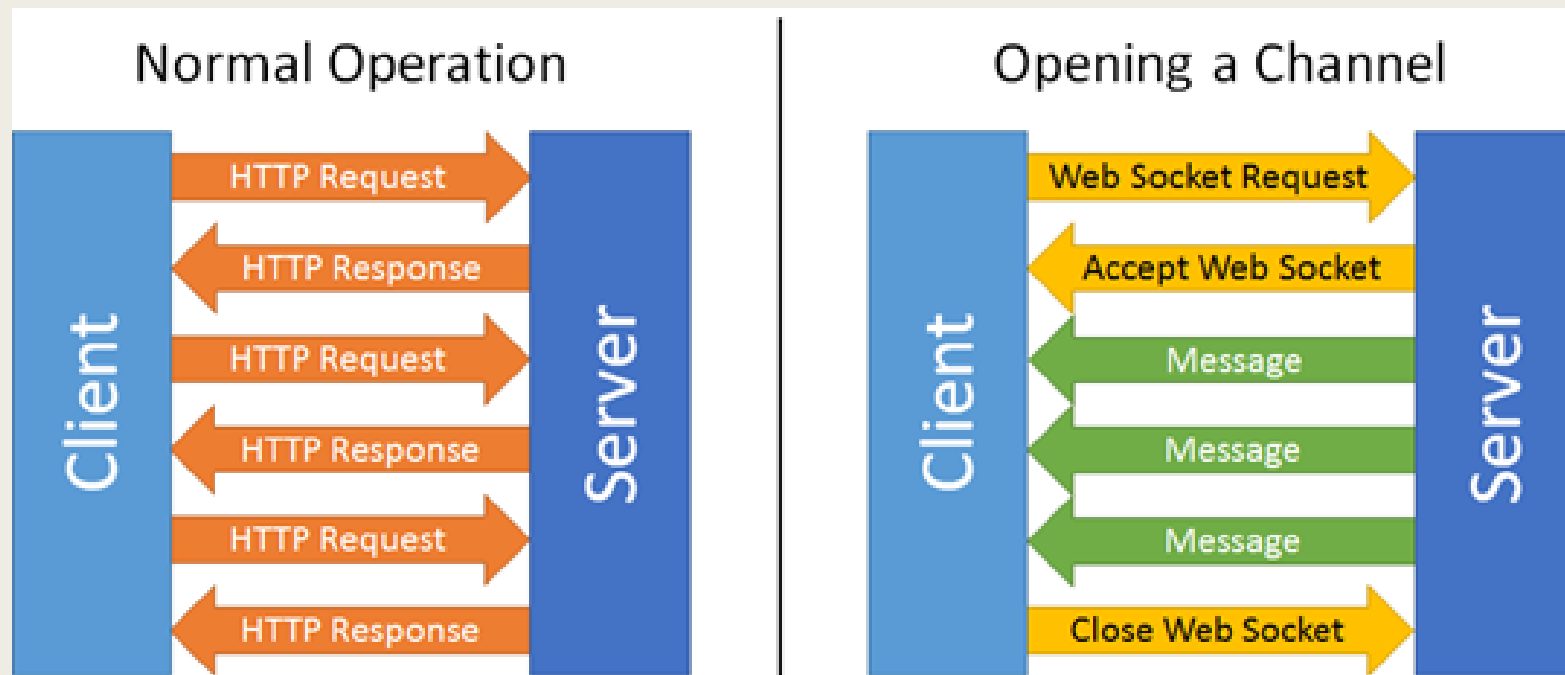 Normal Operation
Client
HTTP Request
HTTP Response
HTTP Request
HTTP Response
HTTP Request
HTTP Response
Server
Opening a Channel
Client
Web Socket Request
Accept Web Socket
Message
Message
Message
Close Web Socket
Server